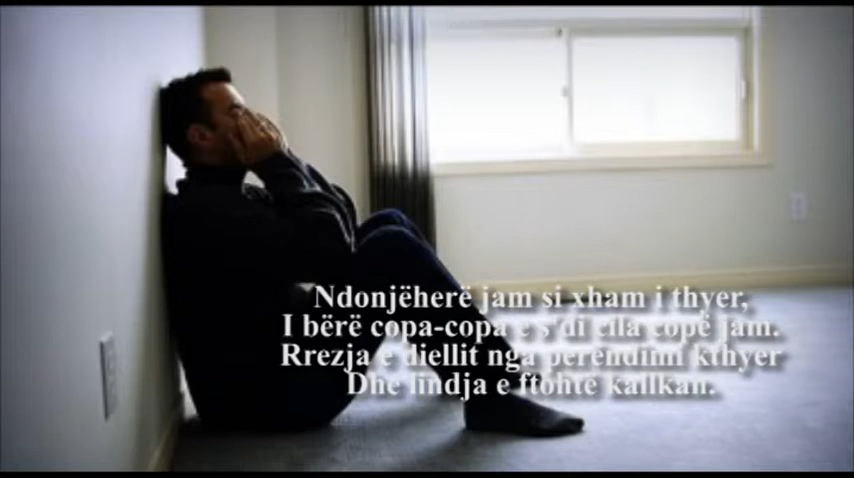 Ndonjëherë jam si xham i thyer,
I bërë copa-copa e s'di cila copë jam.
Rrezja e diellit nga perëndimi kthyer
Dhe lindja e ftohtë kallkan.